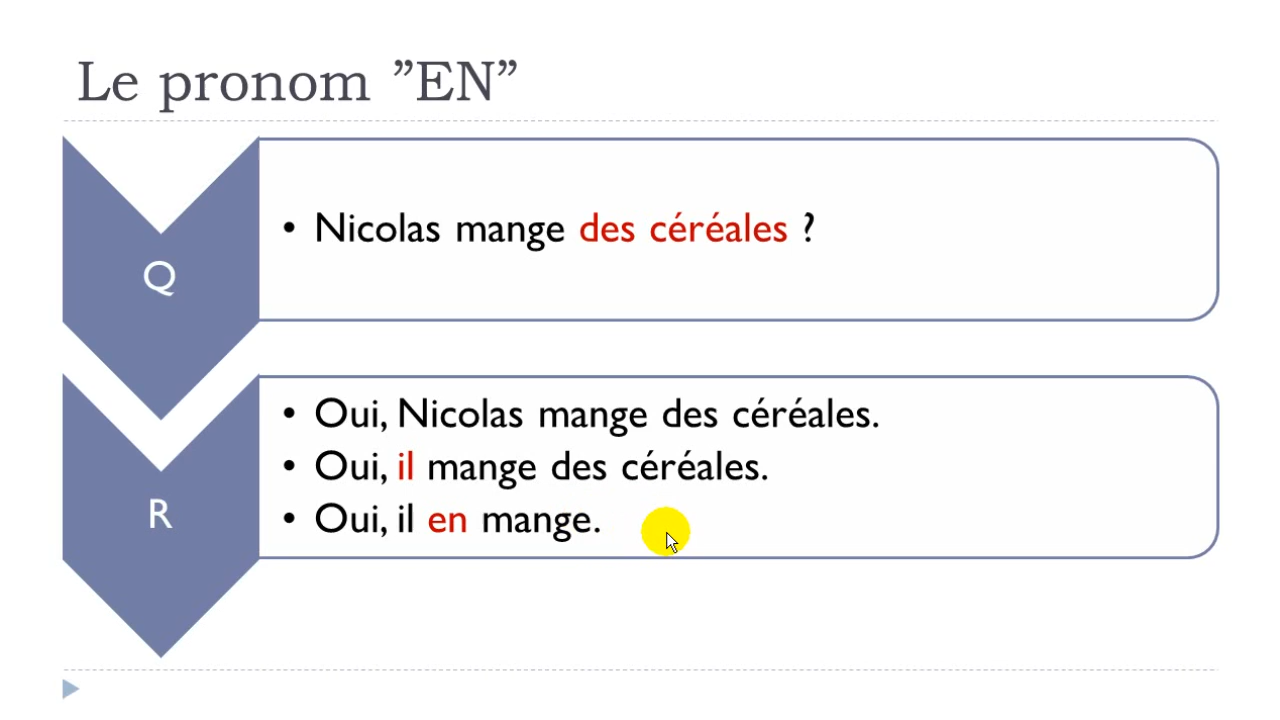 Le pronom ”EN”
Q
• Nicolas mange des céréales ?
R
• Oui, Nicolas mange des céréales.
• Oui, il mange des céréales.
• Oui, il en mange.